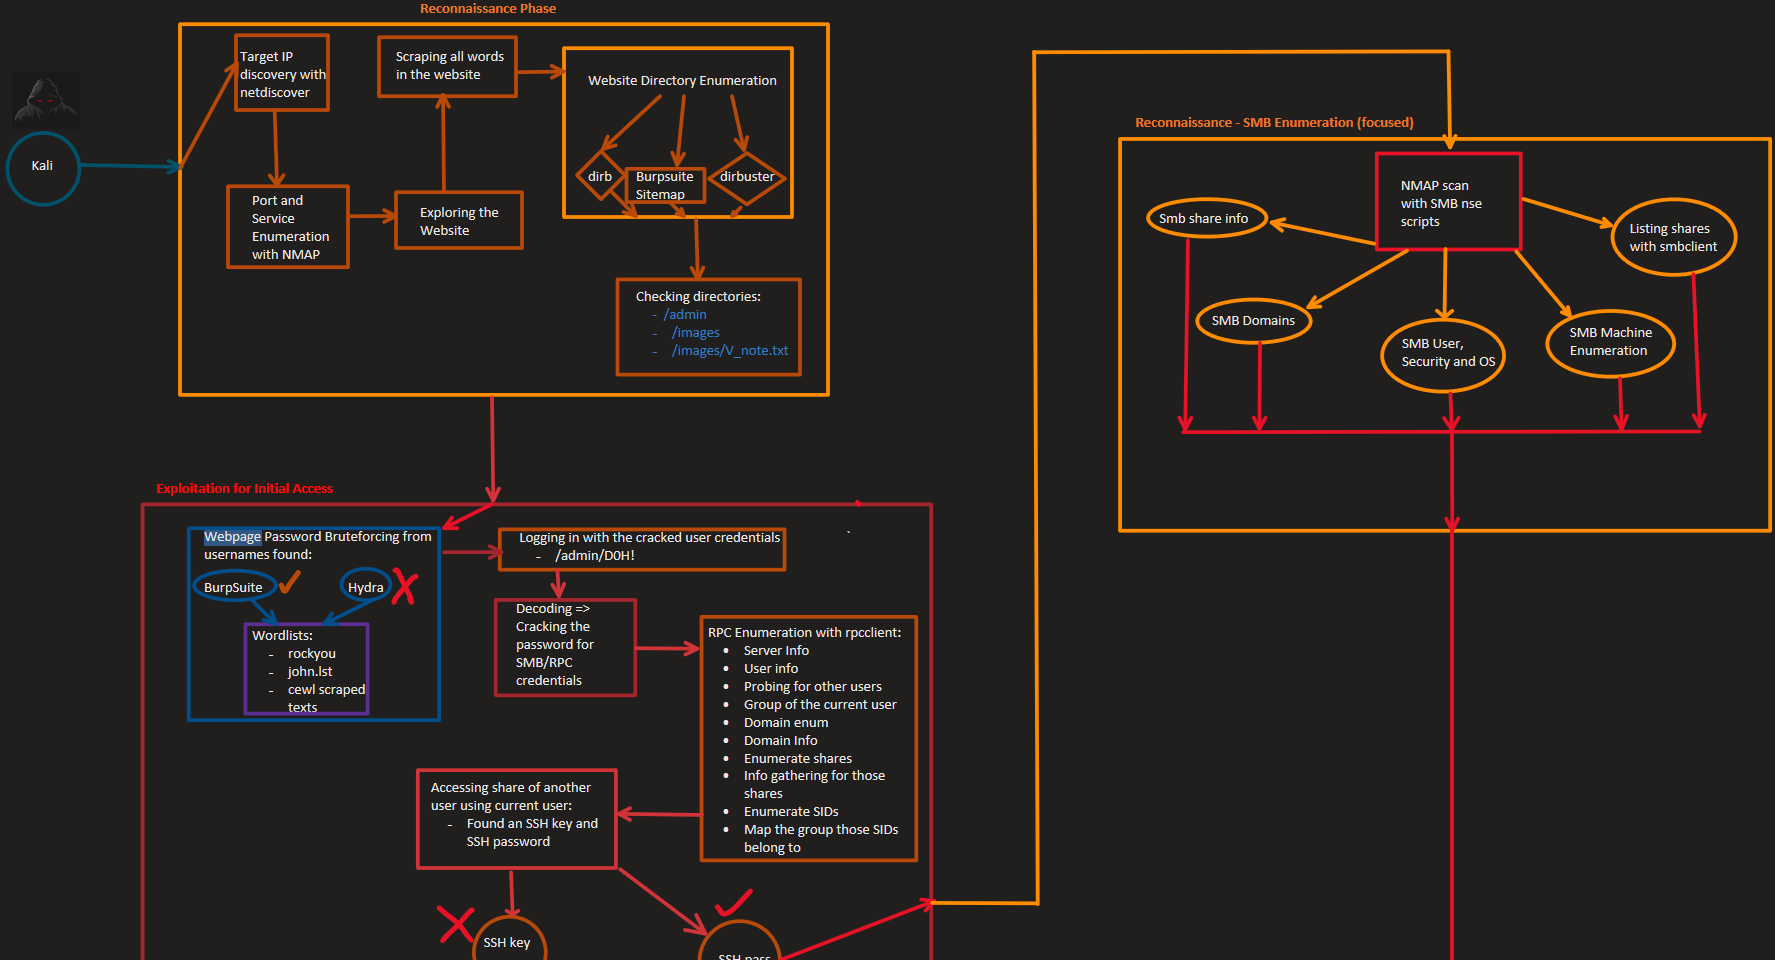 Reconnaissance Phase
Kali
Target IP
discovery with
netdiscover
Port and
Service
Enumeration
with NMAP
Exploring the
Website
Scraping all words
in the website
Website Directory Enumeration
dirb
Burpsuite
Sitemap
dirbuster
Checking directories:
- /admin
- /images
- /images/V_note.txt
Reconnaissance - SMB Enumeration (focused)
NMAP scan
with SMB nse
scripts
Smb share info
SMB Domains
SMB User,
Security and OS
SMB Machine
Enumeration
Listing shares
with smbclient
Exploitation for Initial Access
Webpage Password Bruteforcing from
usernames found:
BurpSuite
Hydra
Wordlists:
- rockyou
- john.lst
- cewl scraped
texts
Logging in with the cracked user credentials
- /admin/D0H!
`
Decoding =>
Cracking the
password for
SMB/RPC
credentials
RPC Enumeration with rpcclient:
• Server Info
• User info
• Probing for other users
• Group of the current user
• Domain enum
• Domain Info
• Enumerate shares
• Info gathering for those
shares
• Enumerate SIDs
• Map the group those SIDs
belong to
Accessing share of another
user using current user:
- Found an SSH key and
SSH password
SSH key
SSH pass